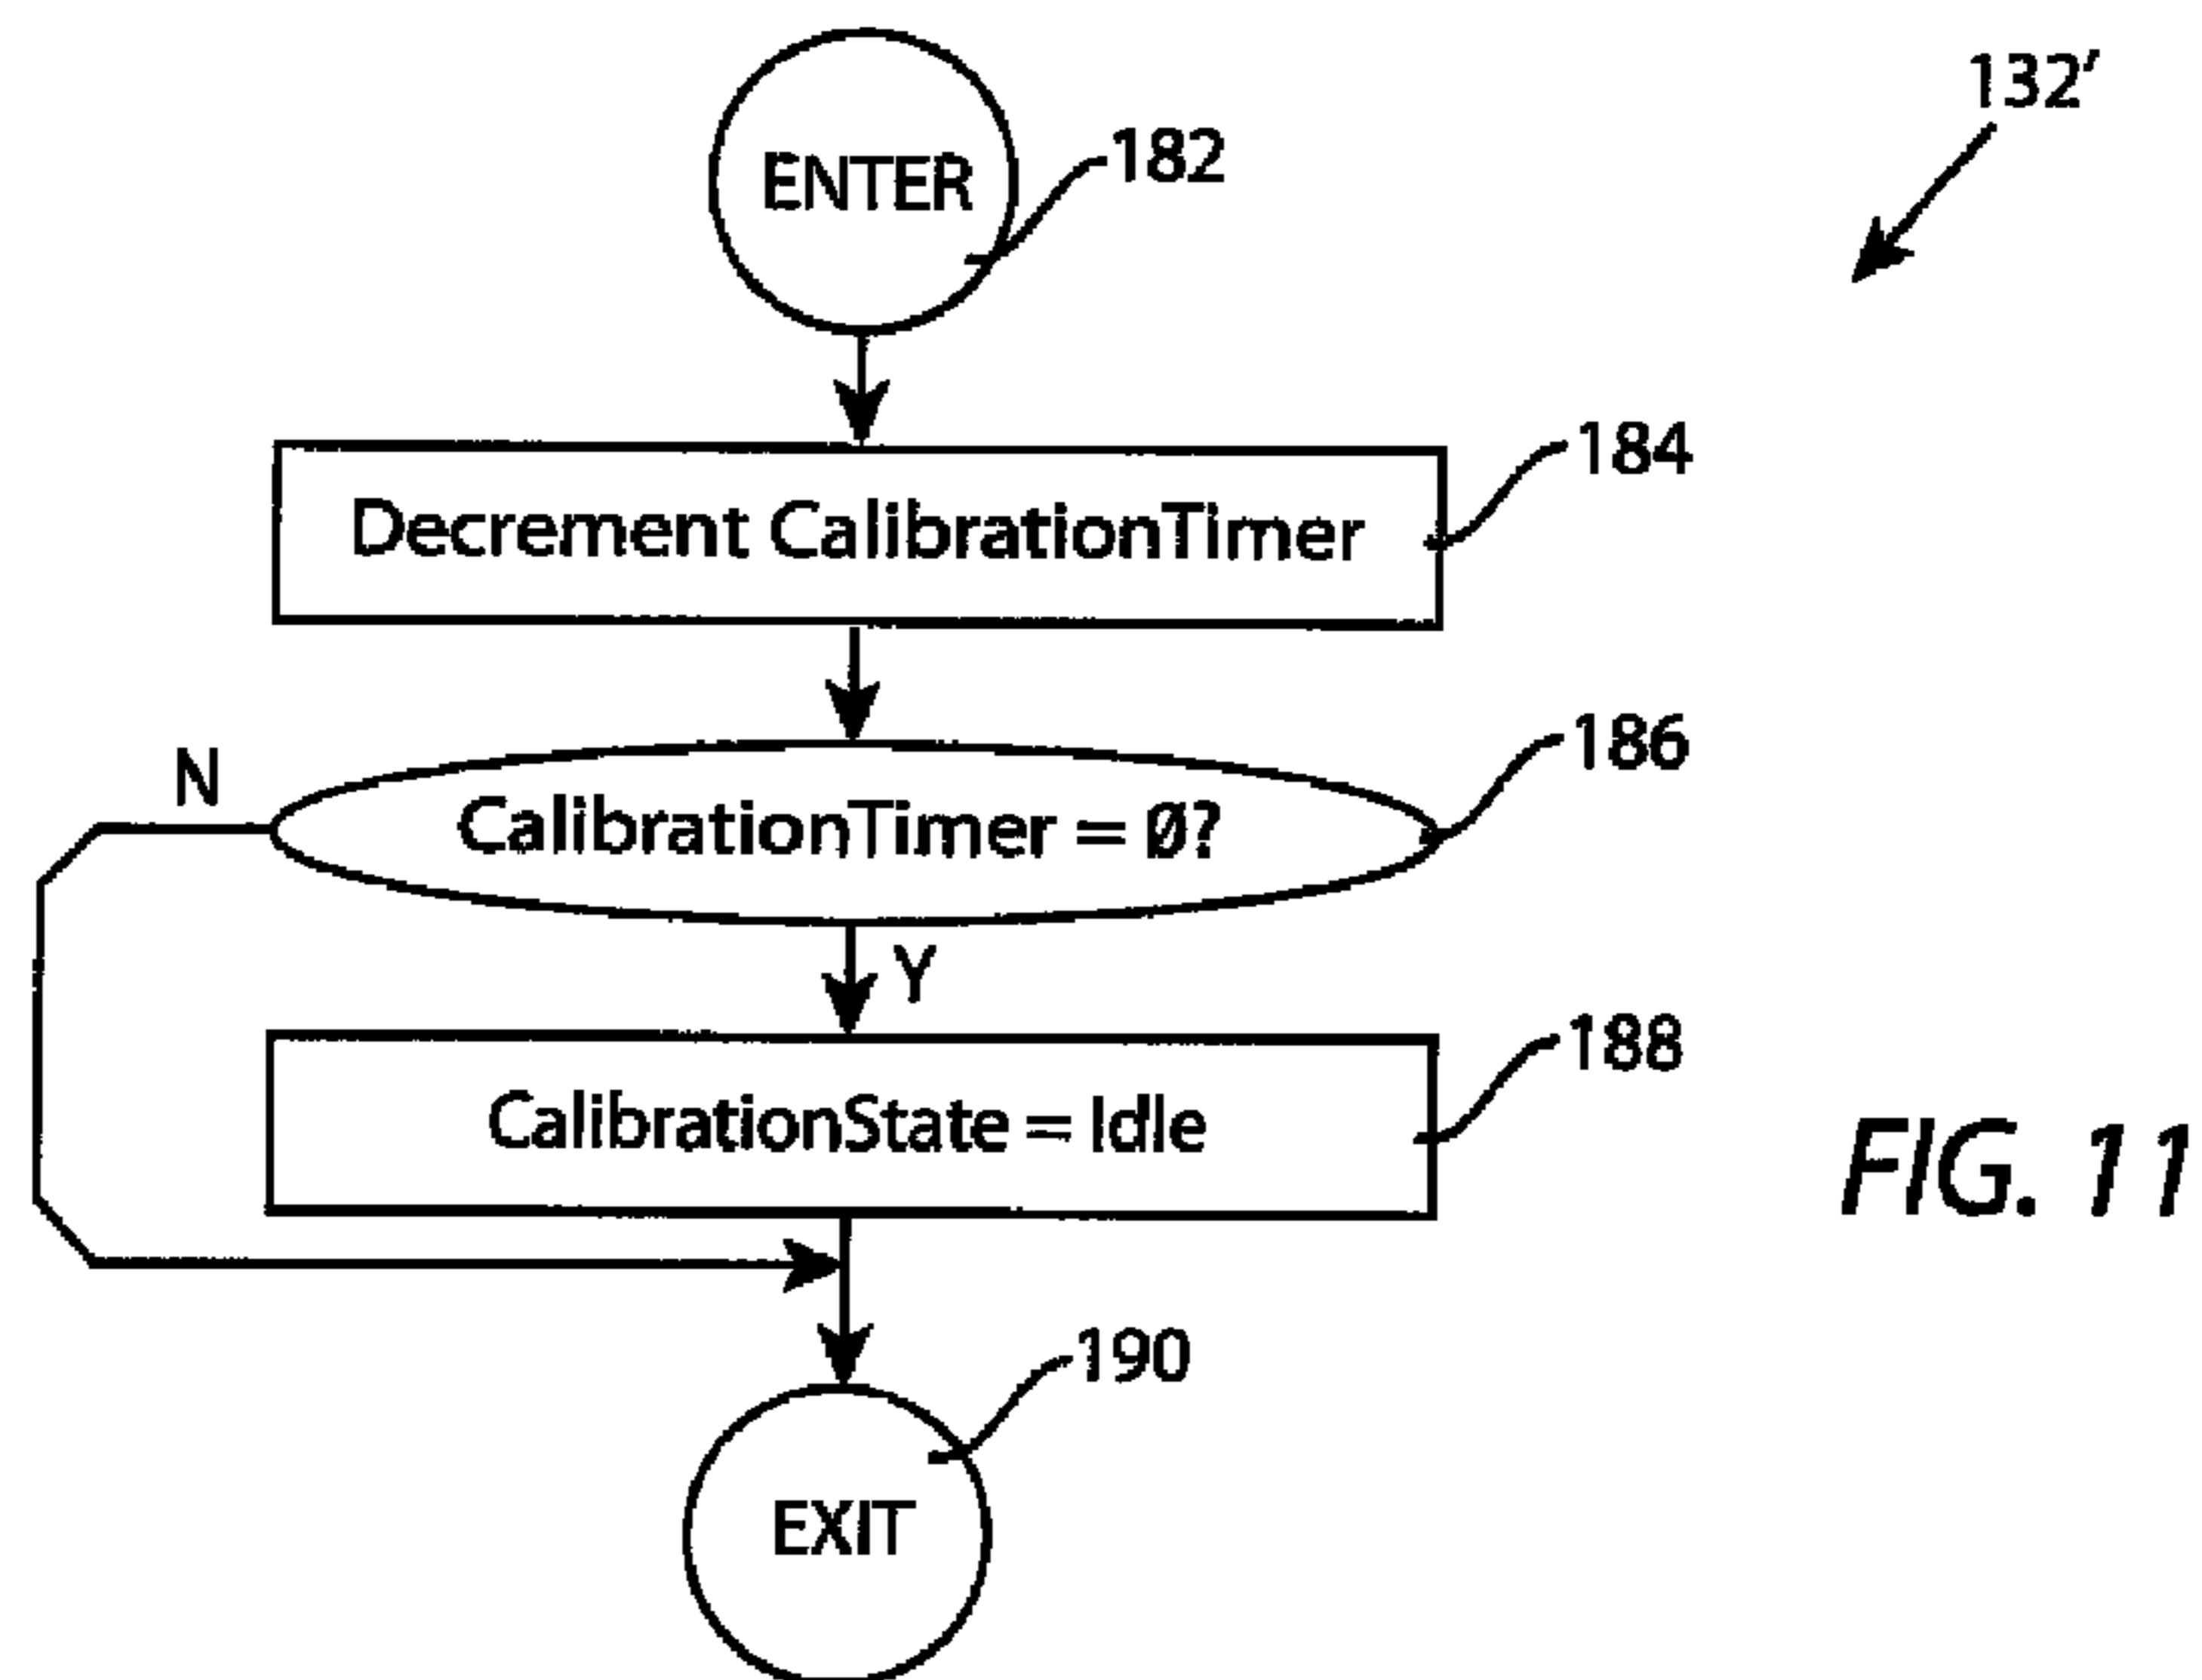 132'
ENTER
182
Decrement CalibrationTimer
184
N
CalibrationTimer = Ø?
186
Y
CalibrationState = Idle
188
FIG. 11
190
EXIT